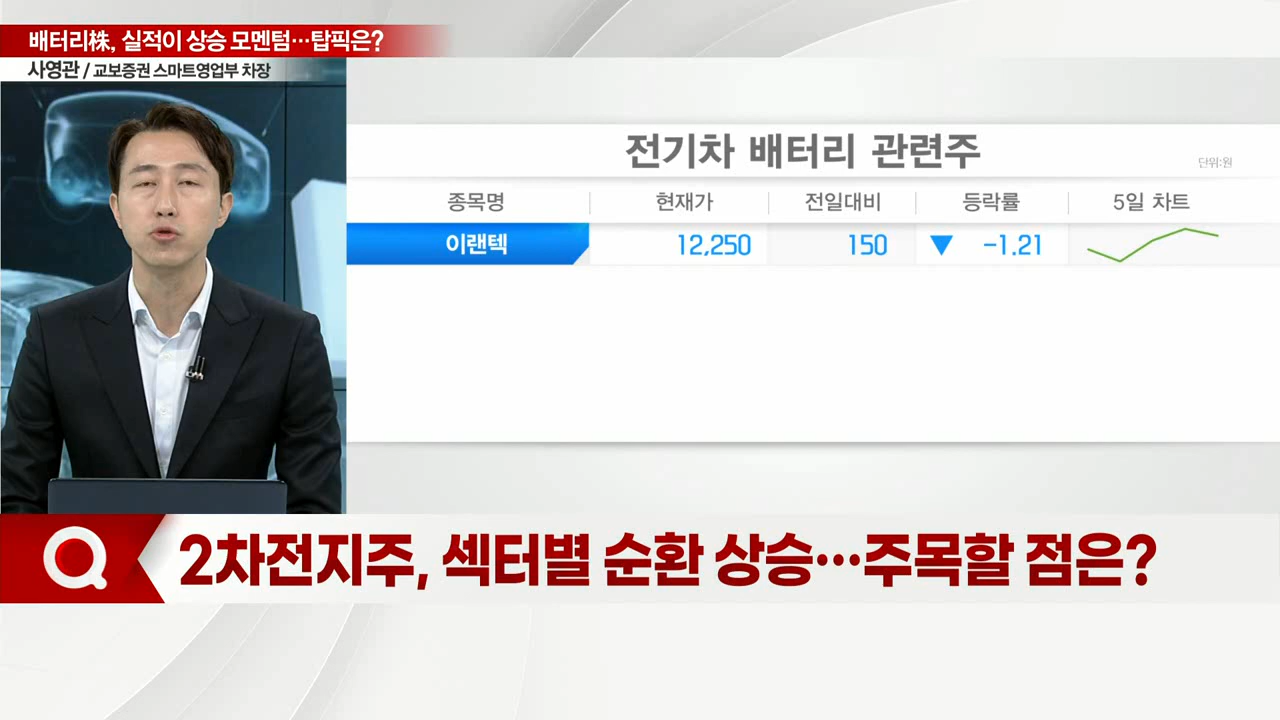 배터리株, 실적이 상승 모멘텀…탑픽은?
사영관 / 교보증권 스마트영업부 차장
전기차 배터리 관련주
단위:원
종목명 현재가 전일대비 등락률 5일 차트
이랜텍 12,250 150 ▼ -1.21
Q 2차전지주, 섹터별 순환 상승…주목할 점은?